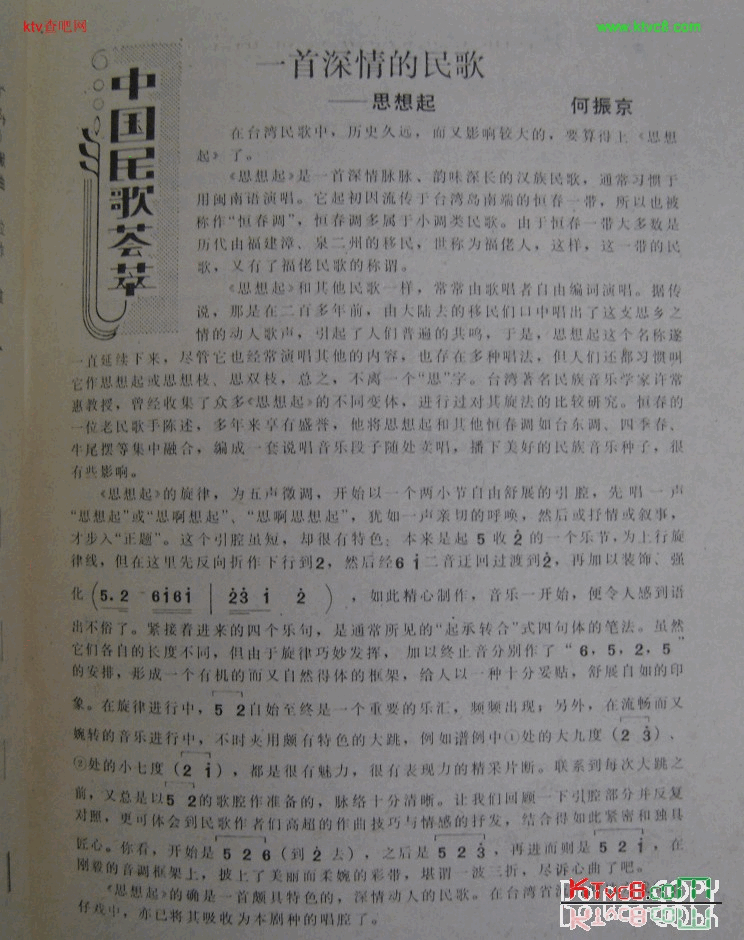 ktv.查吧网
www.ktvc8.com
中国民歌荟萃
一首深情的民歌
——思想起
何振京
在台湾民歌中，历史久远，而又影响较大的，要算得上《思想
起》了。
《思想起》是一首深情脉脉、韵味深长的汉族民歌，通常习惯于
用闽南语演唱。它起初因流传于台湾岛南端的恒春一带，所以也被
称作“恒春调”，恒春调多属于小调类民歌。由于恒春一带大多数是
历代由福建漳、泉二州的移民，世称为福佬人，这样，这一带的民
歌，又有了福佬民歌的称谓。
《思想起》和其他民歌一样，常常由歌唱者自由编词演唱。据传
说，那是在二百多年前，由大陆去的移民们口中唱出了这支思乡之
情的动人歌声，引起了人们普遍的共鸣，于是，思想起这个名称遂
一直延续下来，尽管它也经常演唱其他的内容，也存在多种唱法，但人们还都习惯叫
它作思想起或思想枝、思双枝，总之，不离一个“思”字。台湾著名民族音乐学家许常
惠教授，曾经收集了众多《思想起》的不同变体，进行过对其旋法的比较研究。恒春的
一位老民歌手陈述，多年来享有盛誉，他将思想起和其他恒春调如台东调、四季春、
牛尾摆等集中融合，编成一套说唱音乐段子随处卖唱，播下美好的民族音乐种子，很
有些影响。
《思想起》的旋律，为五声徵调，开始以一个两小节自由舒展的引腔，先唱一声
“思想起”或“思啊想起”、“思啊思想起”，犹如一声亲切的呼唤，然后或抒情或叙事，
才步入“正题”。这个引腔虽短，却很有特色：本来是起 5 收 2̇ 的一个乐节，为上行旋
律线，但在这里先反向折作下行到2，然后经6 1̇ 二音迂回过渡到2̇，再加以装饰、强
化（5. 2 - 6i̇6i̇ | 2̇3̇ 1̇ 2̇ ），如此精心制作，音乐一开始，便令人感到语
出不俗了。紧接着进来的四个乐句，是通常所见的“起承转合”式四句体的笔法。虽然
它们各自的长度不同，但由于旋律巧妙发挥，加以终止音分别作了“6，5，2，5”
的安排，形成一个有机的而又自然得体的框架，给人以一种十分妥贴，舒展自如的印
象。在旋律进行中，5 2自始至终是一个重要的乐汇，频频出现；另外，在流畅而又
婉转的音乐进行中，不时夹用颇有特色的大跳，例如谱例中①处的大九度（2 3̇）、
②处的小七度（2 1̇），都是很有魅力，很有表现力的精采片断。联系到每次大跳之
前，又总是以5 2的歌腔作准备的，脉络十分清晰。让我们回顾一下引腔部分并反复
对照，更可体会到民歌作者们高超的作曲技巧与情感的抒发，结合得如此紧密和独具
匠心。你看，开始是 5 2 6（到 2̇ 去），之后是 5 2 3̇，再进而则是 5 2 1̇，在
刚毅的音调框架上，披上了美丽而柔婉的彩带，堪谓一波三折，尽诉心曲了吧。
《思想起》的确是一首颇具特色的，深情动人的民歌。在台湾省
仔戏中，亦已将其吸收为本剧种的唱腔了。
KTvc8.com
DO NOT COPY